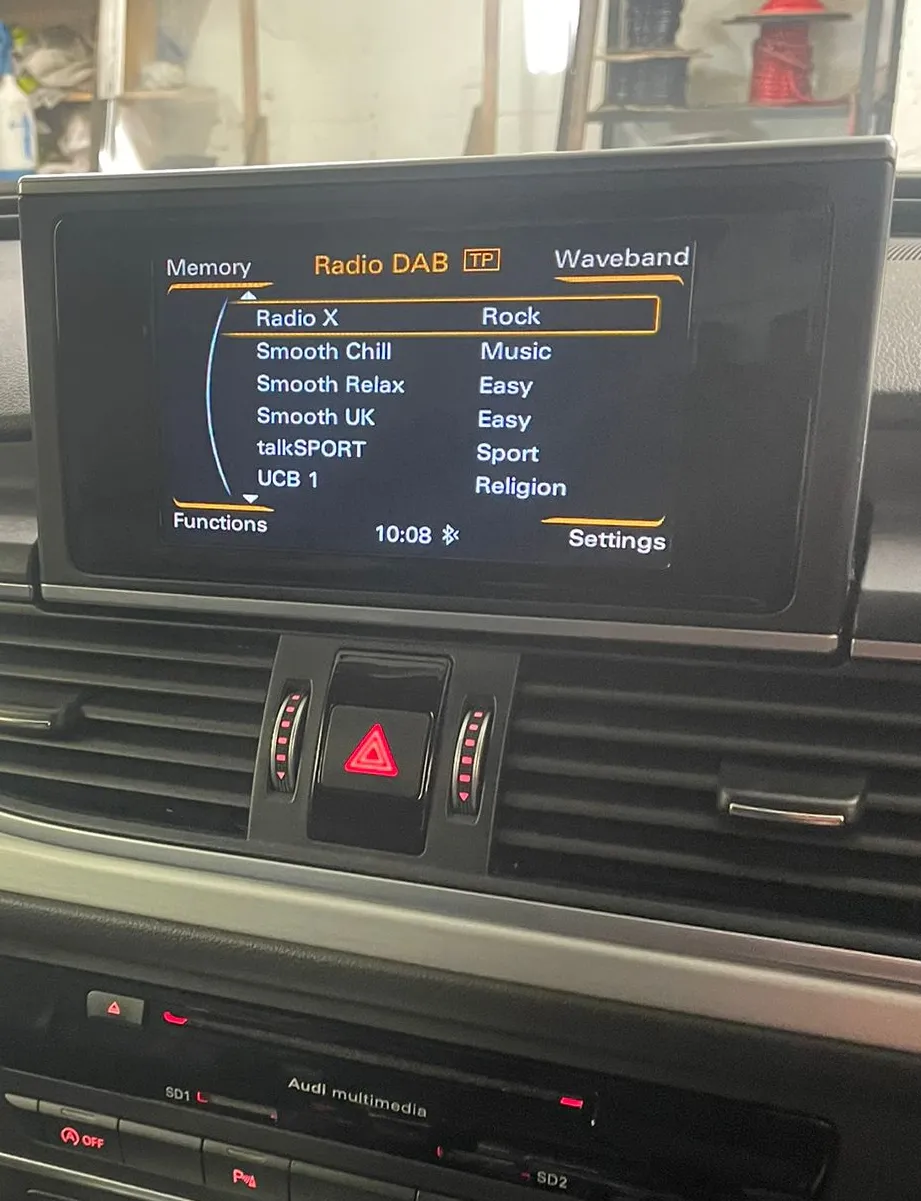 Memory Radio DAB TP Waveband
Radio X Rock
Smooth Chill Music
Smooth Relax Easy
Smooth UK Easy
talkSPORT Sport
UCB 1 Religion
Functions 10:08 Settings
Audi multimedia
SD1
SD2
A OFF
P